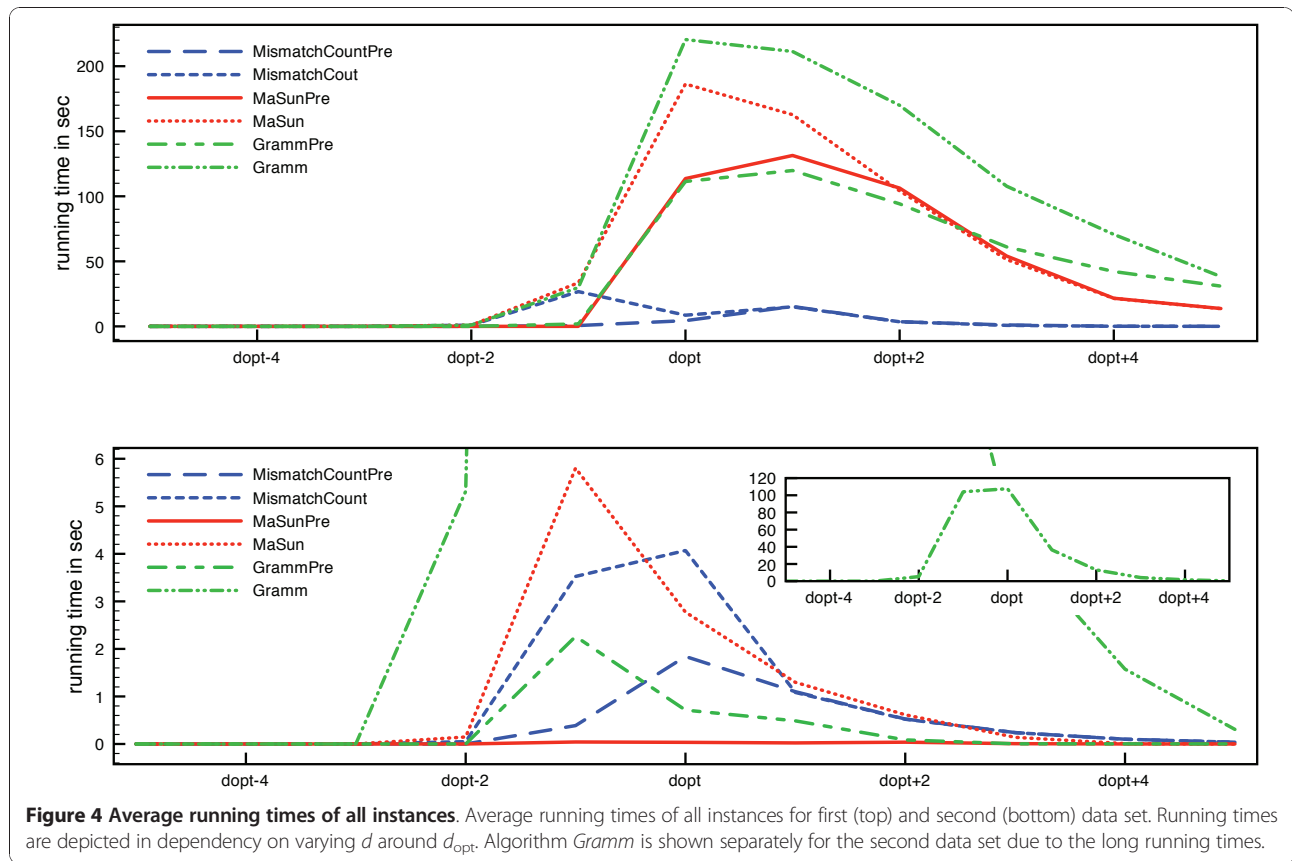 running time in sec
200
150
100
50
0
MismatchCountPre
MismatchCout
MaSunPre
MaSun
GrammPre
Gramm
dopt-4 dopt-2 dopt dopt+2 dopt+4
running time in sec
6
5
4
3
2
1
0
MismatchCountPre
MismatchCount
MaSunPre
MaSun
GrammPre
Gramm
120
100
80
60
40
20
0
dopt-4 dopt-2 dopt dopt+2 dopt+4
dopt-4 dopt-2 dopt dopt+2 dopt+4
Figure 4 Average running times of all instances. Average running times of all instances for first (top) and second (bottom) data set. Running times
are depicted in dependency on varying d around dopt. Algorithm Gramm is shown separately for the second data set due to the long running times.